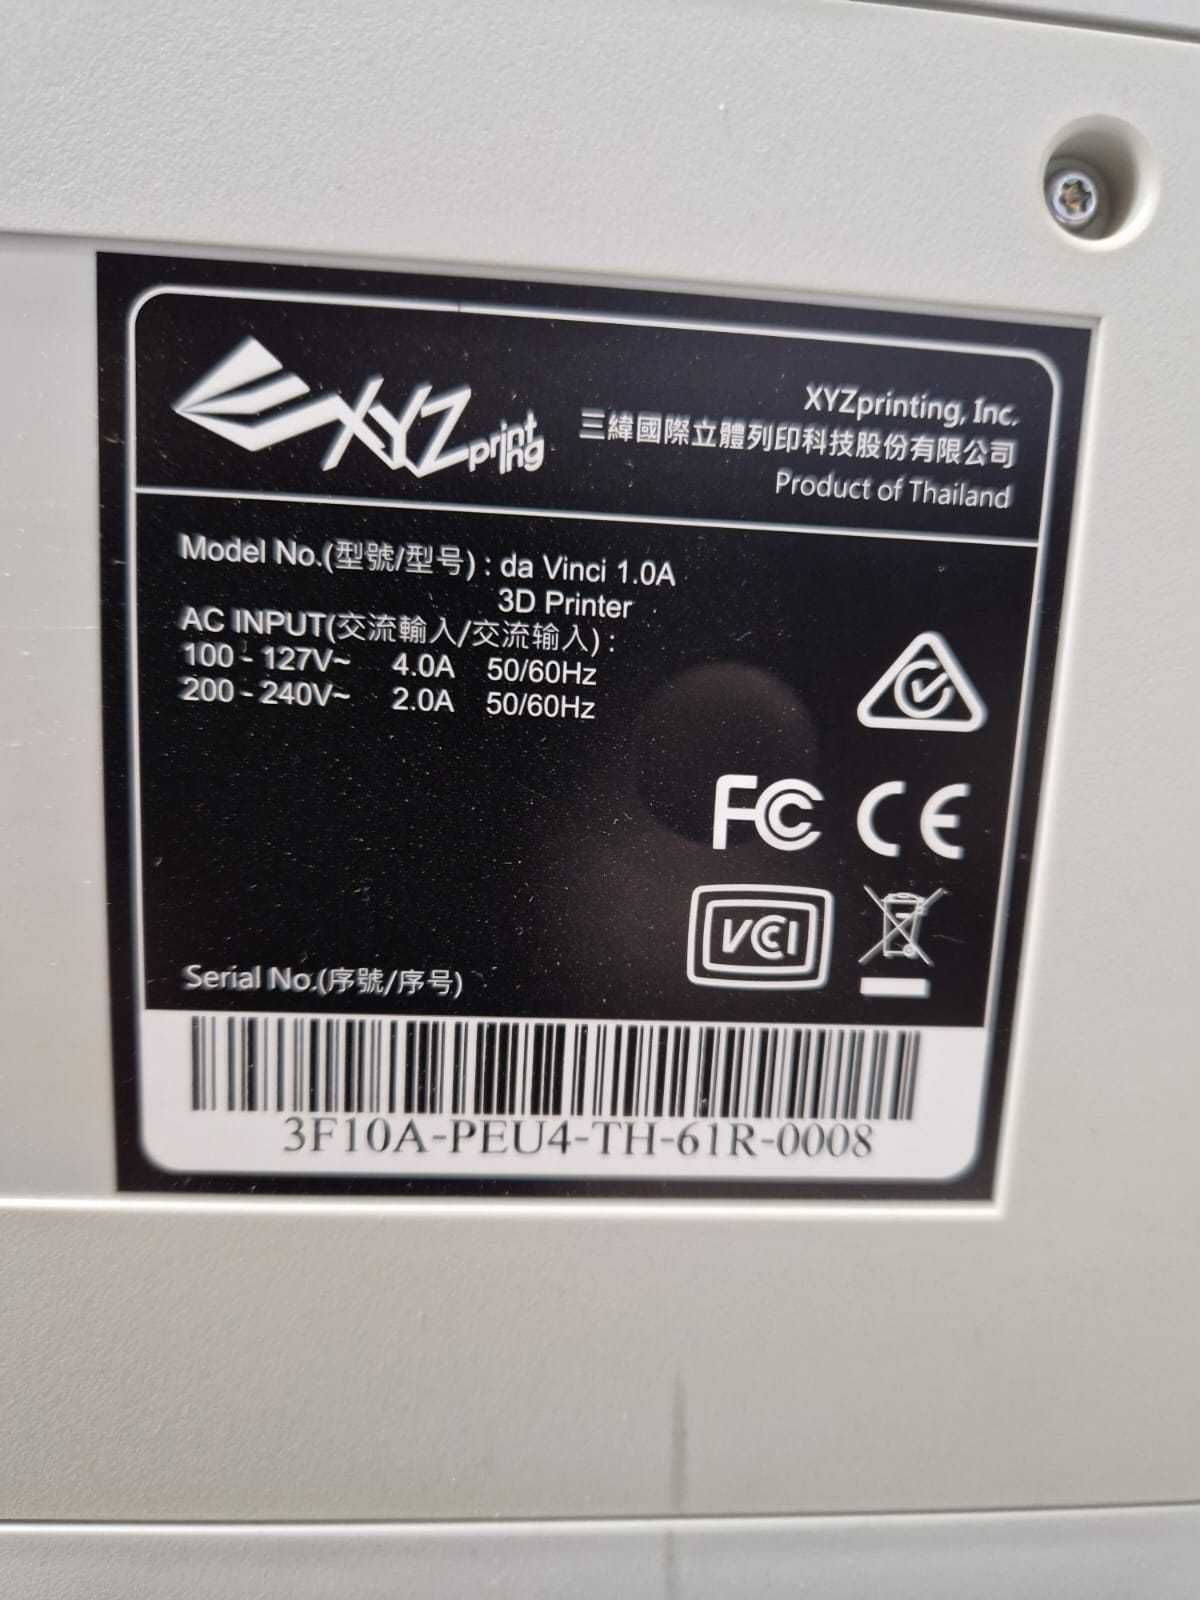 XYZprinting
XYZprinting, Inc.
三緯國際立體列印科技股份有限公司
Product of Thailand
Model No.(型號/型号) : da Vinci 1.0A
3D Printer
AC INPUT(交流輸入/交流输入) :
100 - 127V~ 4.0A 50/60Hz
200 - 240V~ 2.0A 50/60Hz
FC CE
VCCI
Serial No.(序號/序号)
3F10A-PEU4-TH-61R-0008